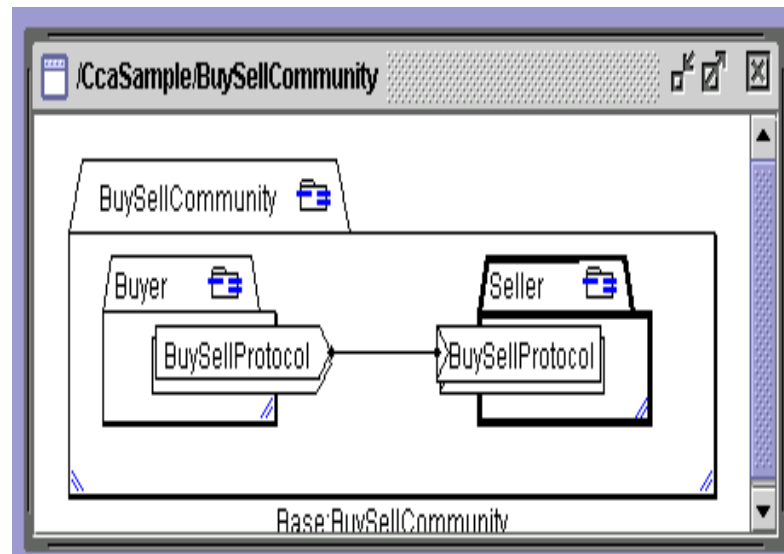 /CcaSample/BuySellCommunity
BuySellCommunity
Buyer
Seller
BuySellProtocol
BuySellProtocol
Base:BuySellCommunity